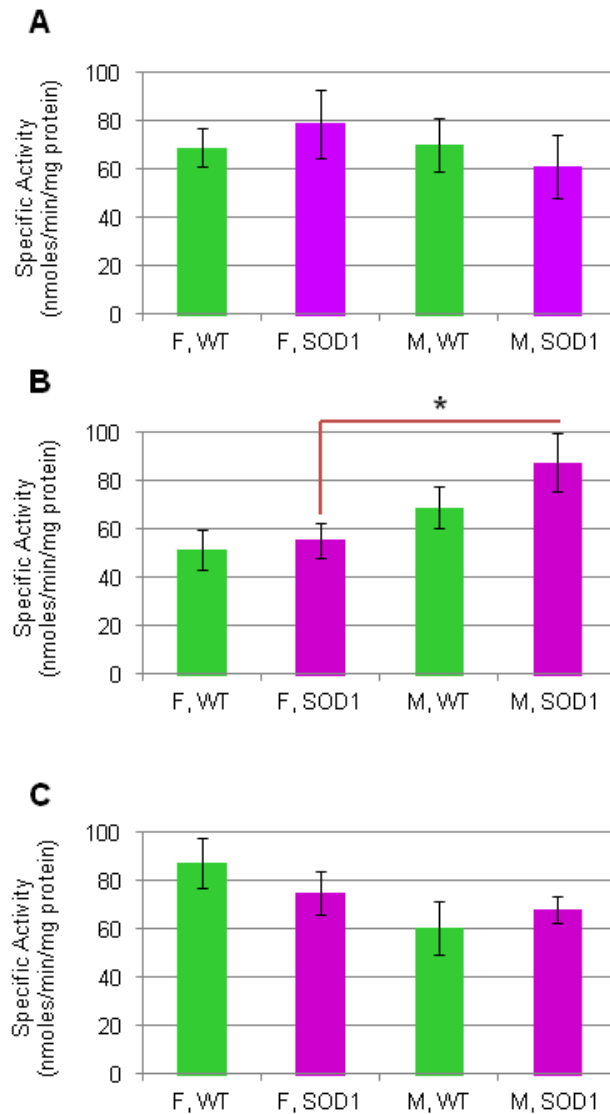 A
Specific Activity
(nmoles/min/mg protein)
100
80
60
40
20
0
F, WT
F, SOD1
M, WT
M, SOD1
B
*
Specific Activity
(nmoles/min/mg protein)
100
80
60
40
20
0
F, WT
F, SOD1
M, WT
M, SOD1
C
Specific Activity
(nmoles/min/mg protein)
100
80
60
40
20
0
F, WT
F, SOD1
M, WT
M, SOD1